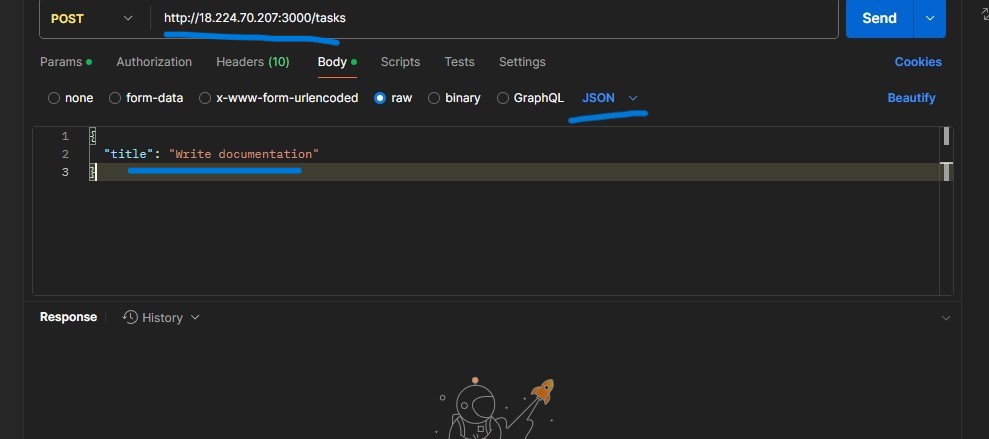 POST http://18.224.70.207:3000/tasks Send
Params Authorization Headers (10) Body Scripts Tests Settings Cookies
none form-data x-www-form-urlencoded raw binary GraphQL JSON Beautify
1 {
2 "title": "Write documentation"
3 }
Response History